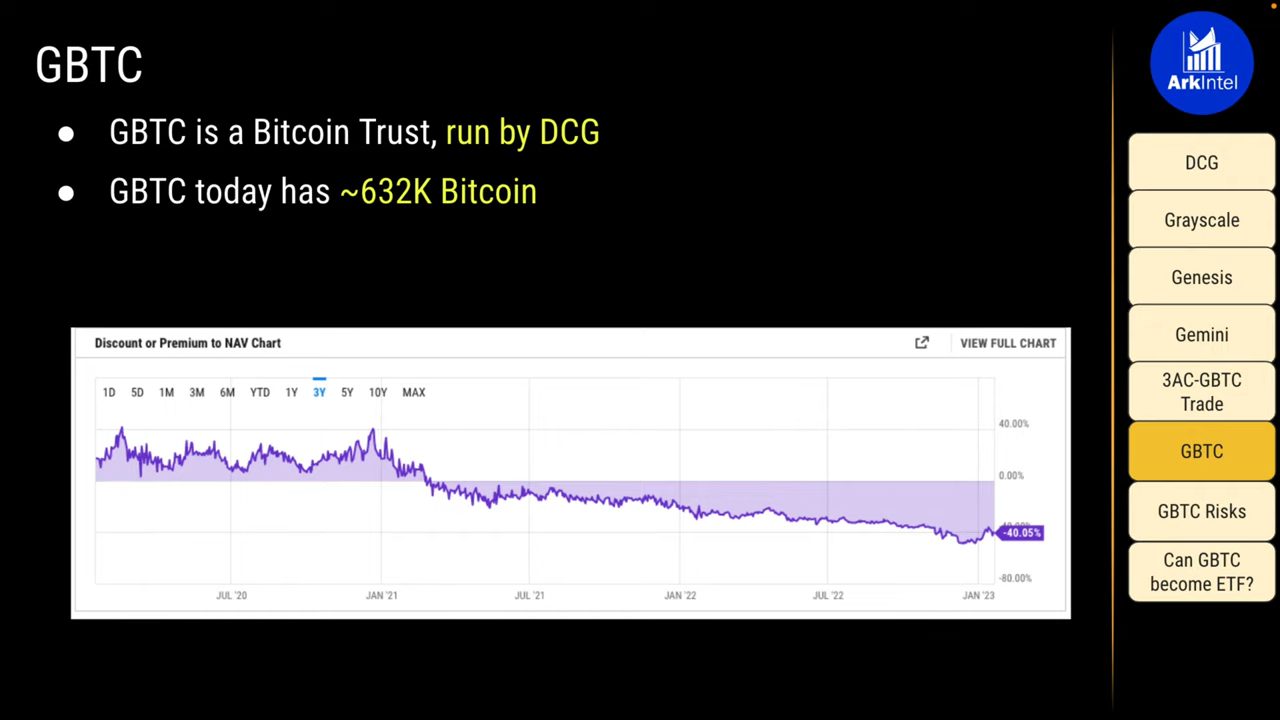 GBTC
● GBTC is a Bitcoin Trust, run by DCG
● GBTC today has ~632K Bitcoin
Discount or Premium to NAV Chart
VIEW FULL CHART
1D 5D 1M 3M 6M YTD 1Y 3Y 5Y 10Y MAX
40.00%
0.00%
-40.00%
-40.05%
-80.00%
JUL '20 JAN '21 JUL '21 JAN '22 JUL '22 JAN '23
ArkIntel
DCG
Grayscale
Genesis
Gemini
3AC-GBTC
Trade
GBTC
GBTC Risks
Can GBTC
become ETF?